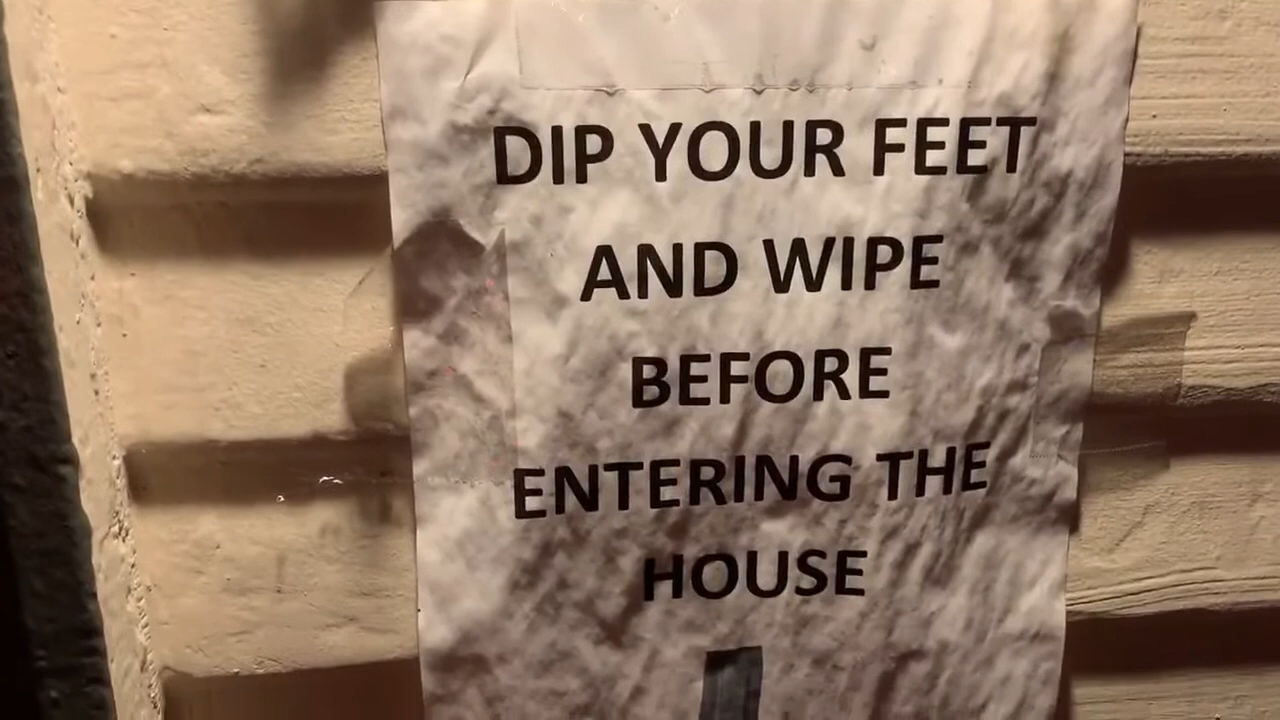 DIP YOUR FEET
AND WIPE
BEFORE
ENTERING THE
HOUSE